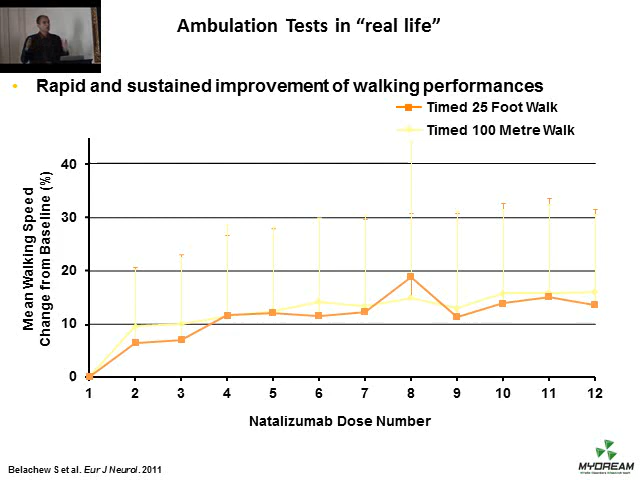 Ambulation Tests in “real life”
• Rapid and sustained improvement of walking performances
Timed 25 Foot Walk
Timed 100 Metre Walk
Mean Walking Speed
Change from Baseline (%)
40
30
20
10
0
1 2 3 4 5 6 7 8 9 10 11 12
Natalizumab Dose Number
Belachew S et al. Eur J Neurol. 2011
MYDREAM